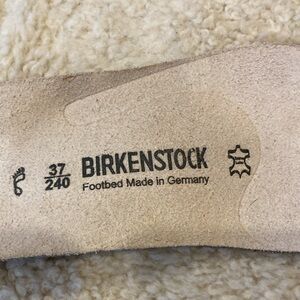 37
240
BIRKENSTOCK
Footbed Made in Germany